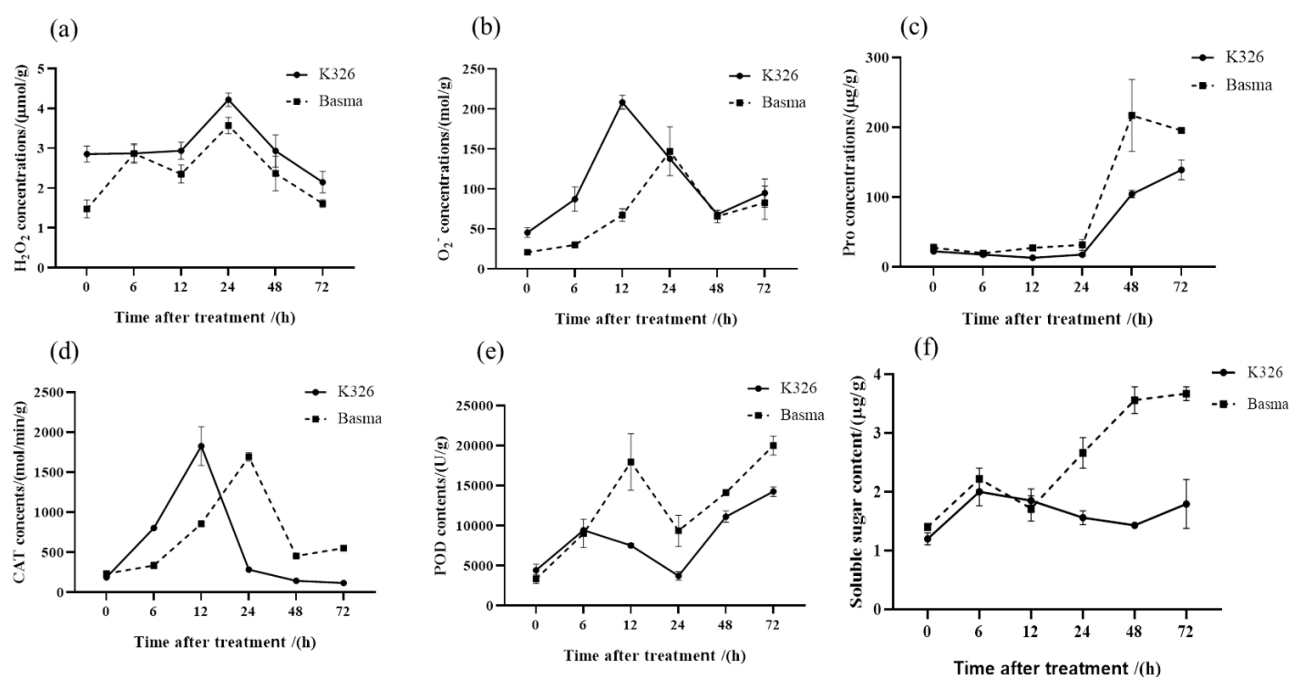 (a)
H₂O₂ concentrations/(μmol/g)
5
4
3
2
1
0
K326
Basma
0 6 12 24 48 72
Time after treatment /(h)
(b)
O₂⁻ concentrations/(mol/g)
250
200
150
100
50
0
K326
Basma
0 6 12 24 48 72
Time after treatment /(h)
(c)
Pro concentrations/(μg/g)
300
200
100
0
K326
Basma
0 6 12 24 48 72
Time after treatment /(h)
(d)
CAT concents/(mol/min/g)
2500
2000
1500
1000
500
0
K326
Basma
0 6 12 24 48 72
Time after treatment /(h)
(e)
POD contents/(U/g)
25000
20000
15000
10000
5000
0
K326
Basma
0 6 12 24 48 72
Time after treatment /(h)
(f)
Soluble sugar content/(μg/g)
4
3
2
1
0
K326
Basma
0 6 12 24 48 72
Time after treatment /(h)